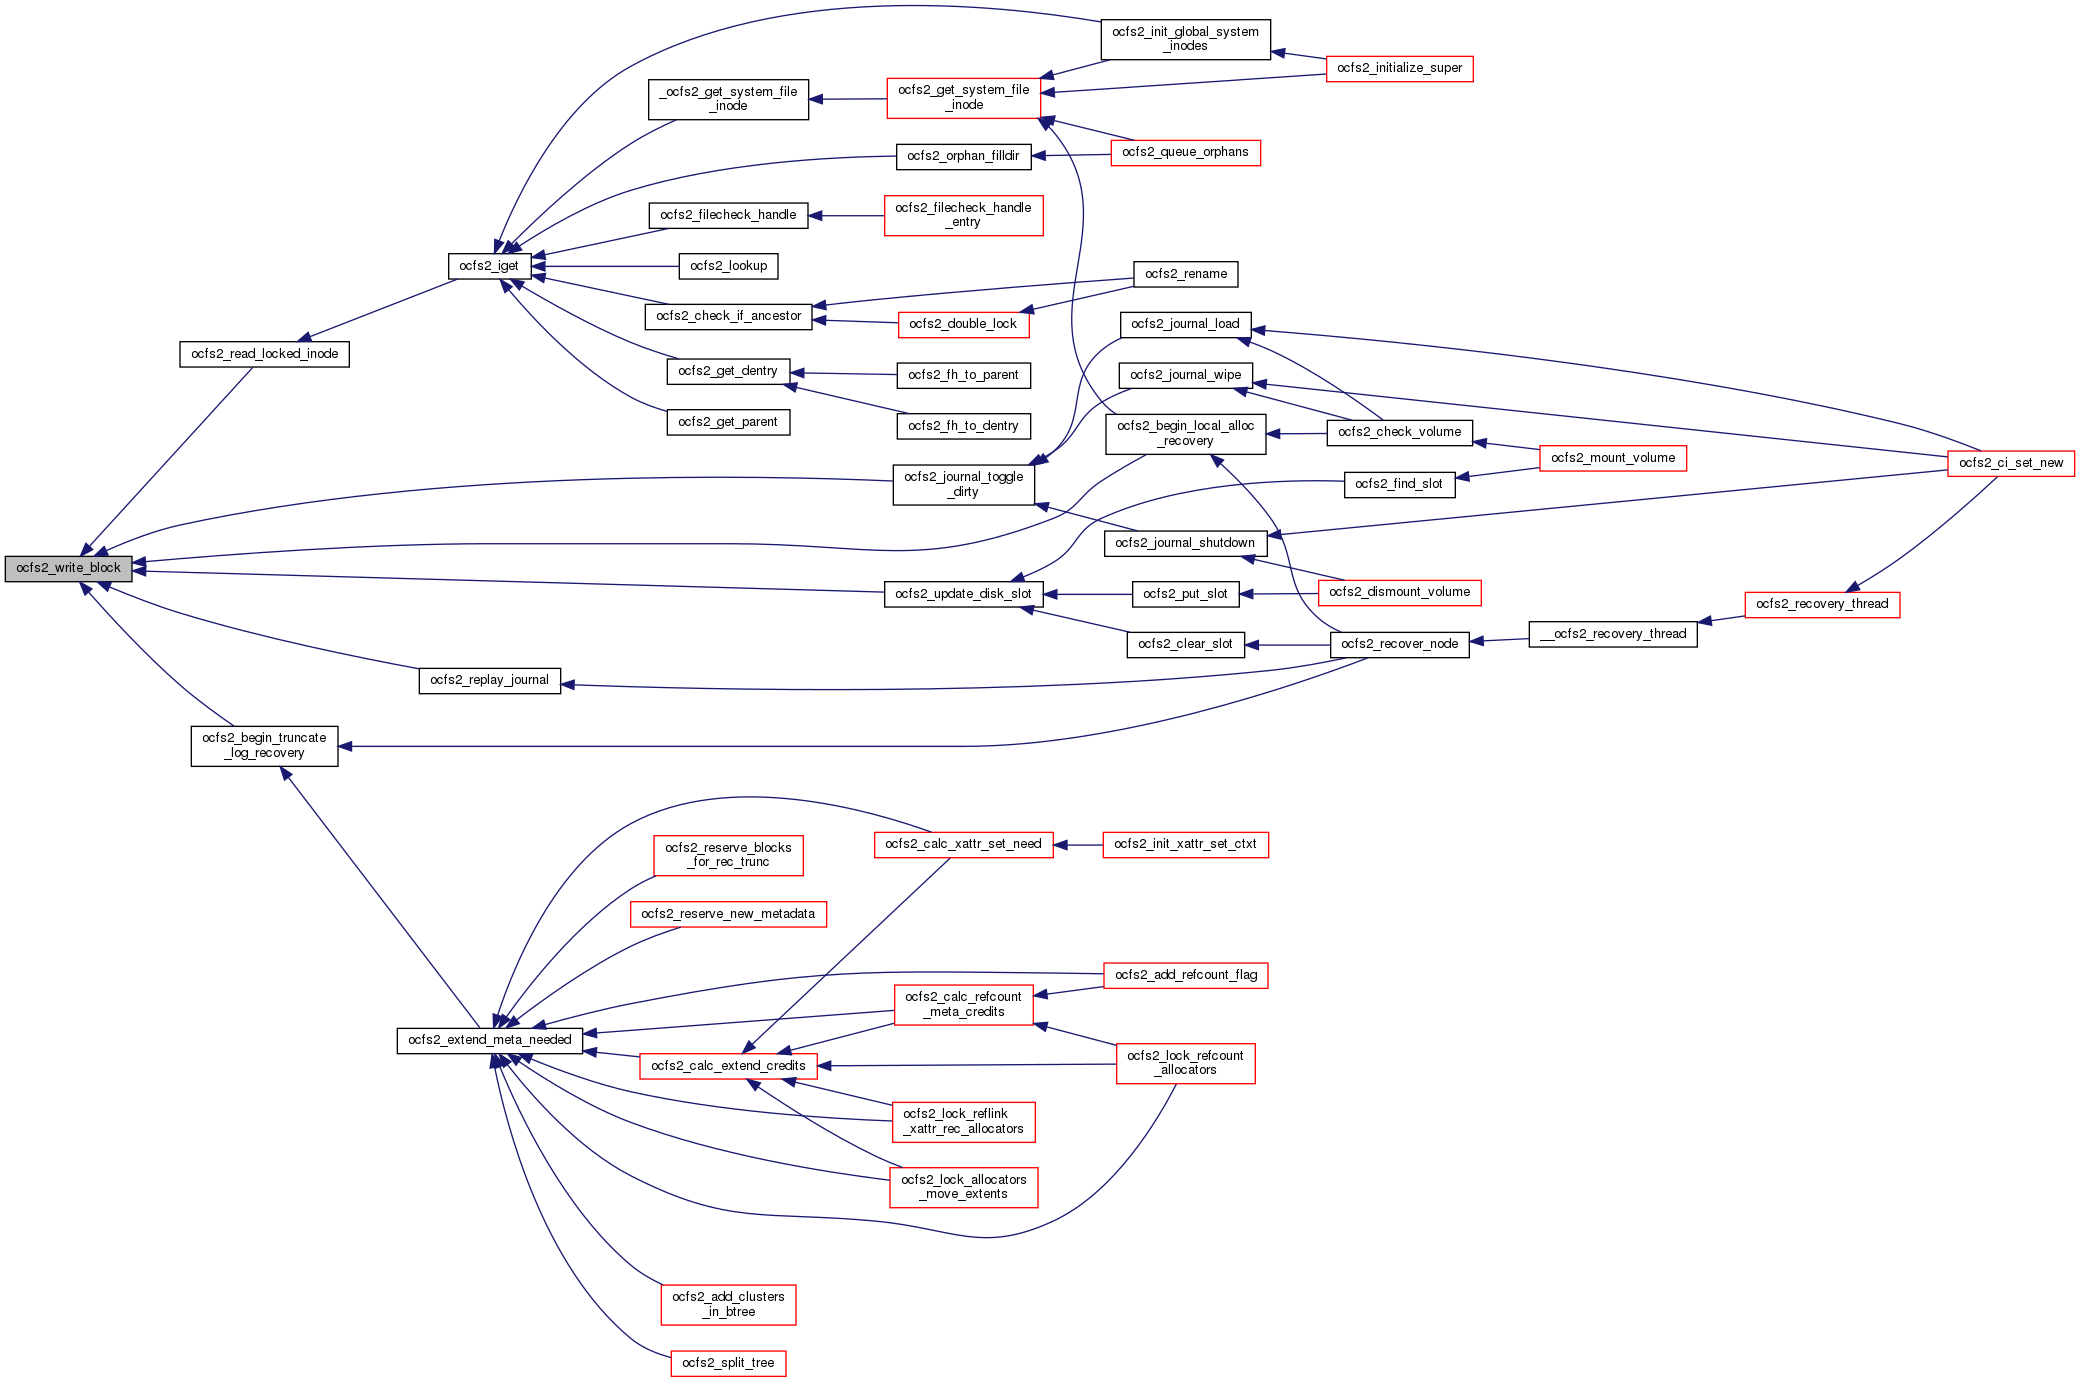 ocfs2_init_global_system
_inodes
ocfs2_initialize_super
_ocfs2_get_system_file
_inode
ocfs2_get_system_file
_inode
ocfs2_queue_orphans
ocfs2_orphan_filldir
ocfs2_filecheck_handle
ocfs2_filecheck_handle
_entry
ocfs2_iget
ocfs2_lookup
ocfs2_rename
ocfs2_check_if_ancestor
ocfs2_double_lock
ocfs2_journal_load
ocfs2_read_locked_inode
ocfs2_get_dentry
ocfs2_fh_to_parent
ocfs2_journal_wipe
ocfs2_get_parent
ocfs2_fh_to_dentry
ocfs2_begin_local_alloc
_recovery
ocfs2_check_volume
ocfs2_mount_volume
ocfs2_ci_set_new
ocfs2_journal_toggle
_dirty
ocfs2_find_slot
ocfs2_journal_shutdown
ocfs2_write_block
ocfs2_update_disk_slot
ocfs2_put_slot
ocfs2_dismount_volume
ocfs2_recovery_thread
ocfs2_clear_slot
ocfs2_recover_node
__ocfs2_recovery_thread
ocfs2_replay_journal
ocfs2_begin_truncate
_log_recovery
ocfs2_calc_xattr_set_need
ocfs2_init_xattr_set_ctxt
ocfs2_reserve_blocks
_for_rec_trunc
ocfs2_reserve_new_metadata
ocfs2_add_refcount_flag
ocfs2_calc_refcount
_meta_credits
ocfs2_extend_meta_needed
ocfs2_calc_extend_credits
ocfs2_lock_refcount
_allocators
ocfs2_lock_reflink
_xattr_rec_allocators
ocfs2_lock_allocators
_move_extents
ocfs2_add_clusters
_in_btree
ocfs2_split_tree